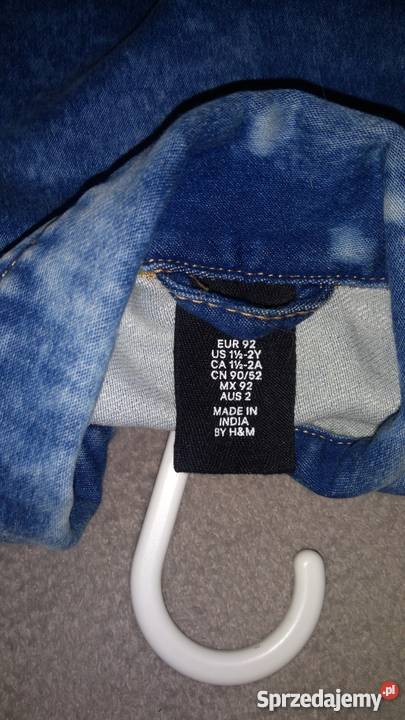 EUR 92
US 1½-2Y
CA 1½-2A
CN 90/52
MX 92
AUS 2
MADE IN
INDIA
BY H&M
Sprzedajemy.pl